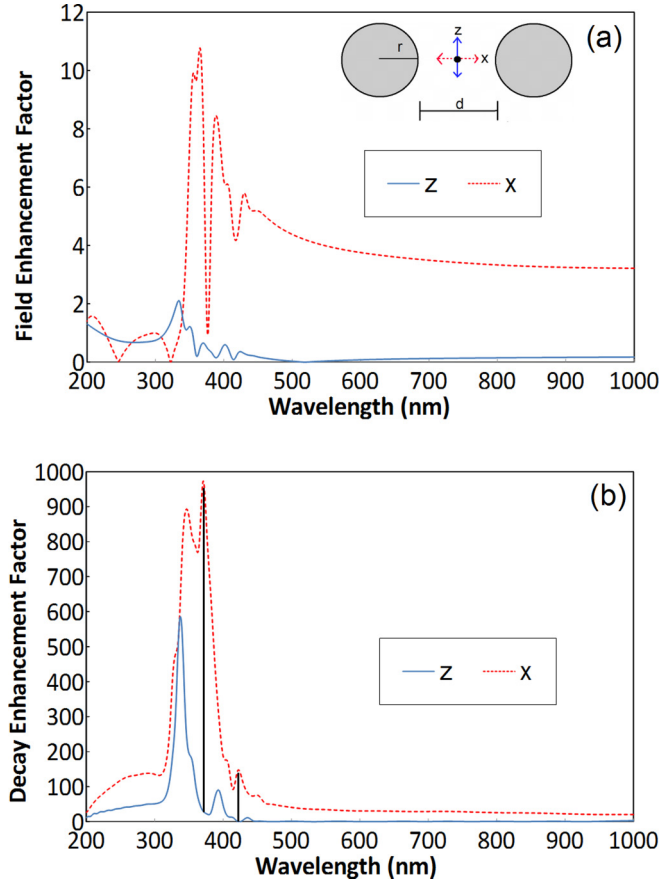 12
10
8
6
4
2
0
Field Enhancement Factor
(a)
r
z
x
d
Z X
200 300 400 500 600 700 800 900 1000
Wavelength (nm)
1000
900
800
700
600
500
400
300
200
100
0
Decay Enhancement Factor
(b)
Z X
200 300 400 500 600 700 800 900 1000
Wavelength (nm)